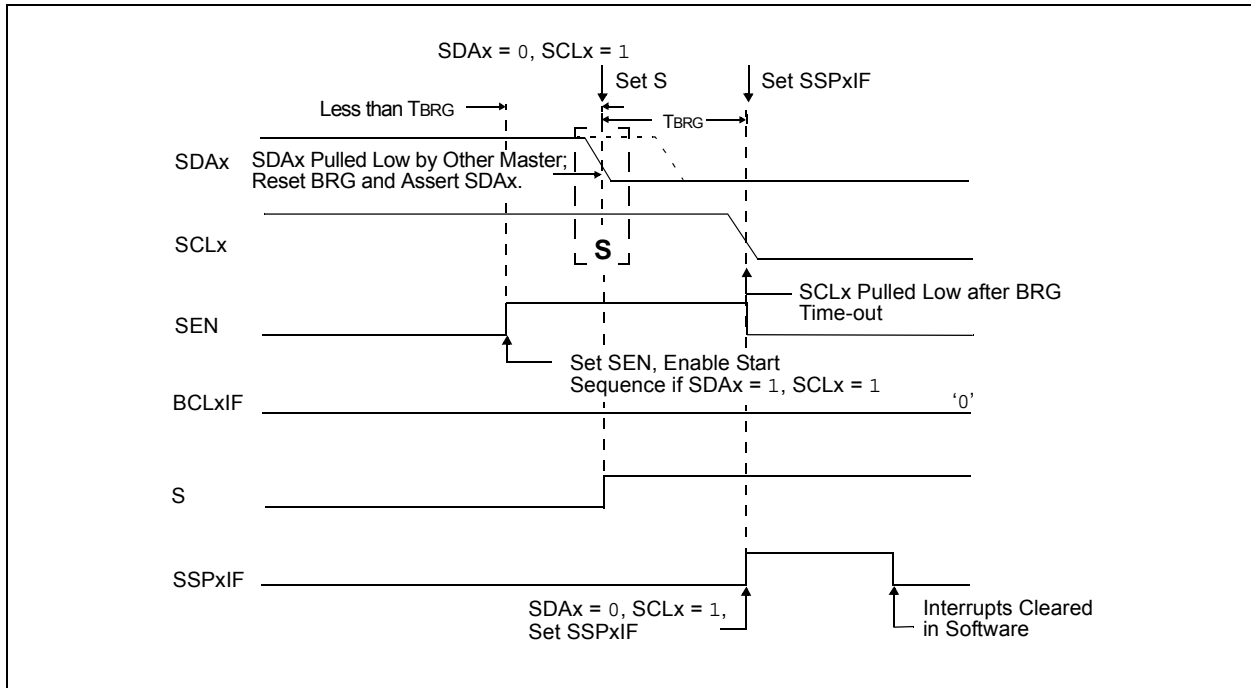 SDAx = 0, SCLx = 1
Set S
Set SSPxIF
Less than TBRG
TBRG
SDAx
SDAx Pulled Low by Other Master;
Reset BRG and Assert SDAx.
SCLx
S
SCLx Pulled Low after BRG
Time-out
SEN
Set SEN, Enable Start
Sequence if SDAx = 1, SCLx = 1
BCLxIF
‘0’
S
SSPxIF
SDAx = 0, SCLx = 1,
Set SSPxIF
Interrupts Cleared
in Software